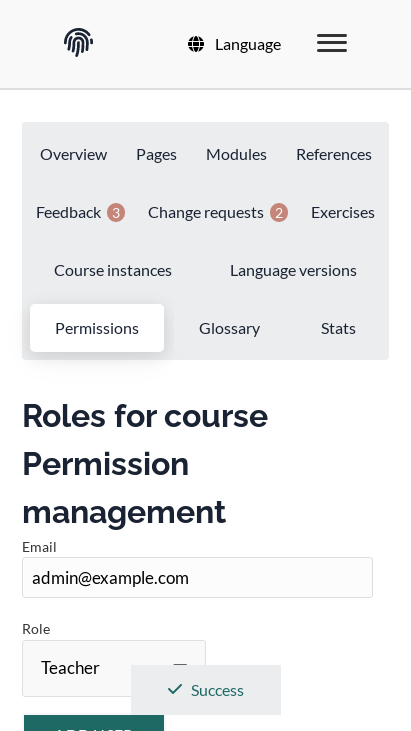 Language
Overview Pages Modules References
Feedback 3 Change requests 2 Exercises
Course instances Language versions
Permissions Glossary Stats
Roles for course
Permission
management
Email
admin@example.com
Role
Teacher
Success